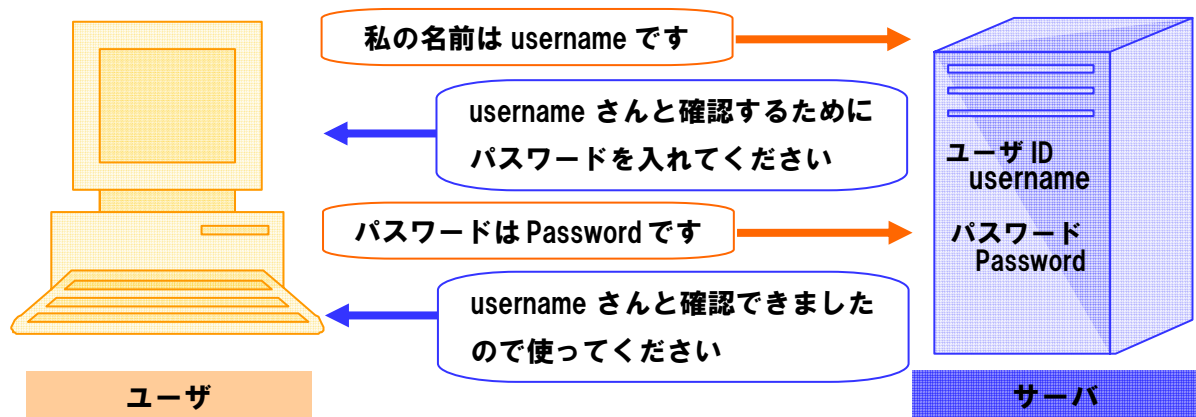 私の名前は username です
username さんと確認するために
パスワードを入れてください
ユーザ ID
username
パスワードは Password です
パスワード
Password
username さんと確認できました
ので使ってください
ユーザ
サーバ